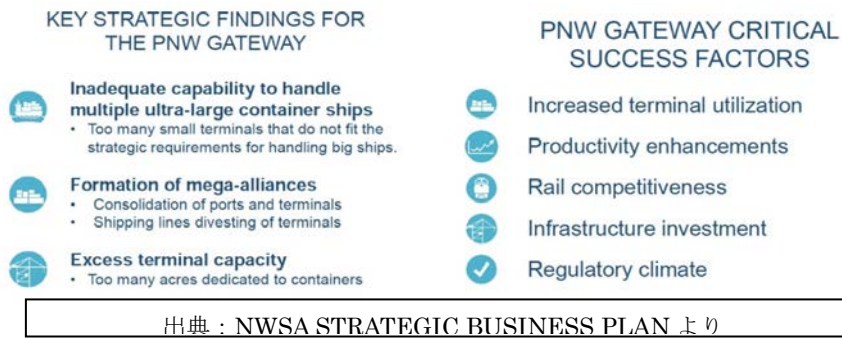 KEY STRATEGIC FINDINGS FOR
THE PNW GATEWAY
Inadequate capability to handle
multiple ultra-large container ships
• Too many small terminals that do not fit the
strategic requirements for handling big ships.
Formation of mega-alliances
• Consolidation of ports and terminals
• Shipping lines divesting of terminals
Excess terminal capacity
• Too many acres dedicated to containers
PNW GATEWAY CRITICAL
SUCCESS FACTORS
Increased terminal utilization
Productivity enhancements
Rail competitiveness
Infrastructure investment
Regulatory climate
出典：NWSA STRATEGIC BUSINESS PLAN より